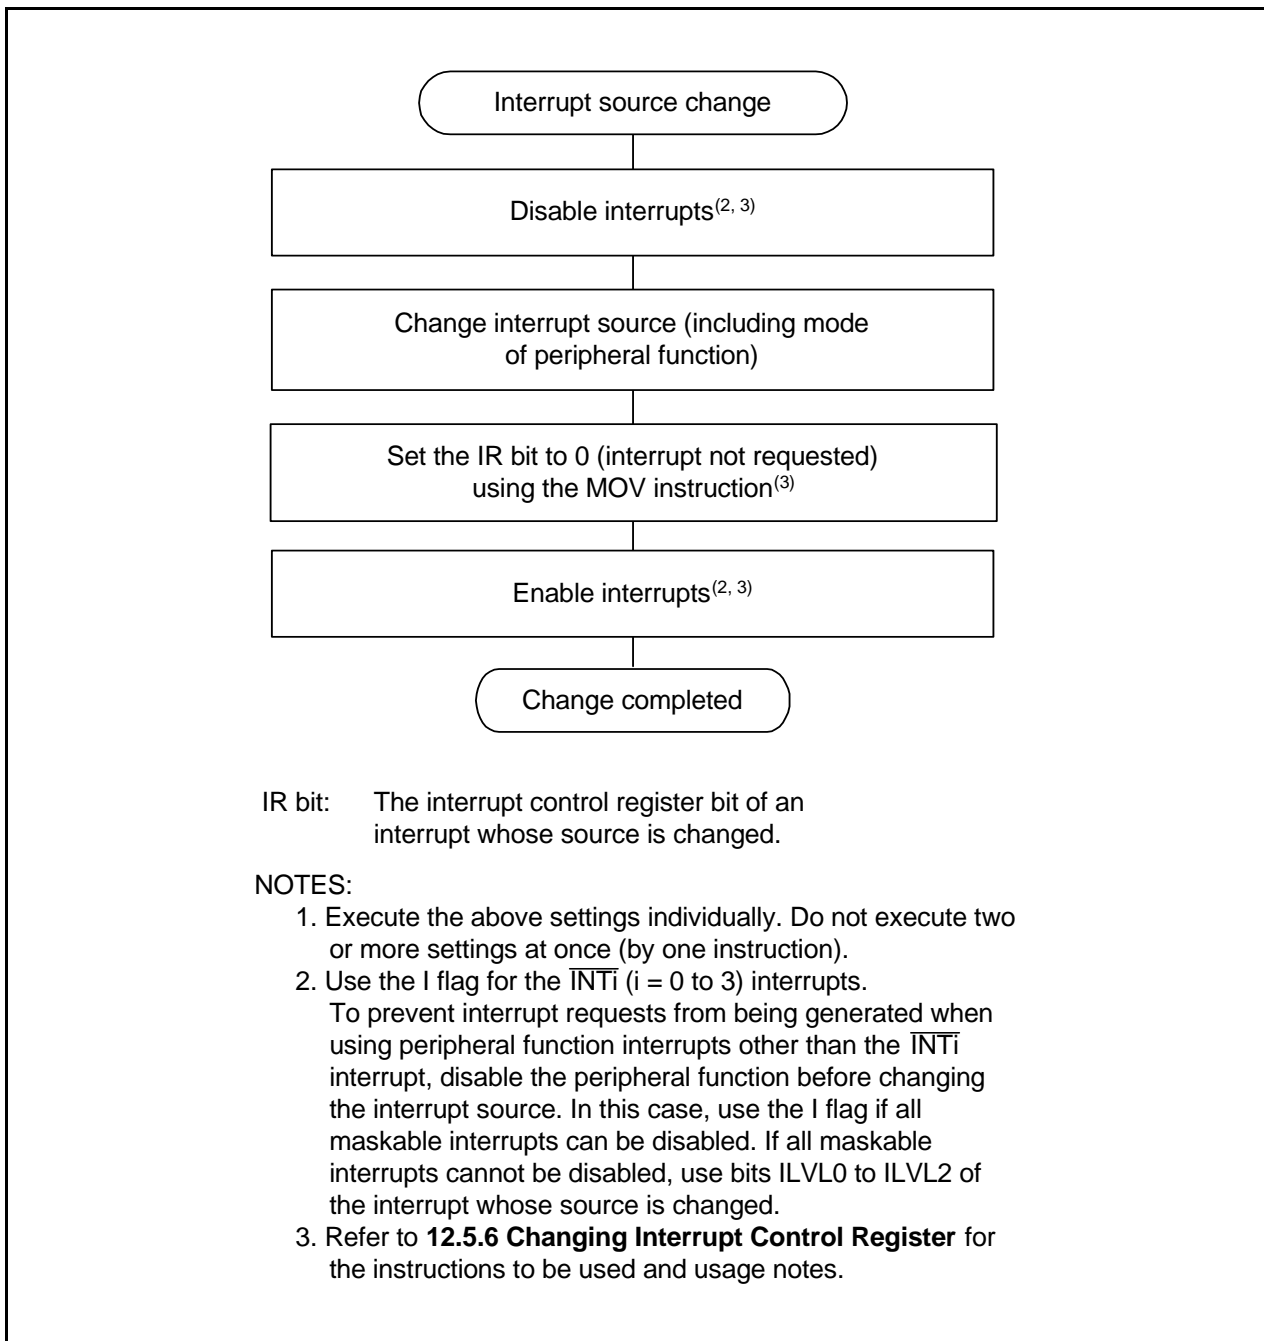 Interrupt source change
Disable interrupts(2, 3)
Change interrupt source (including mode
of peripheral function)
Set the IR bit to 0 (interrupt not requested)
using the MOV instruction(3)
Enable interrupts(2, 3)
Change completed
IR bit: The interrupt control register bit of an
interrupt whose source is changed.
NOTES:
1. Execute the above settings individually. Do not execute two
or more settings at once (by one instruction).
2. Use the I flag for the I̅N̅T̅i̅ (i = 0 to 3) interrupts.
To prevent interrupt requests from being generated when
using peripheral function interrupts other than the I̅N̅T̅i̅
interrupt, disable the peripheral function before changing
the interrupt source. In this case, use the I flag if all
maskable interrupts can be disabled. If all maskable
interrupts cannot be disabled, use bits ILVL0 to ILVL2 of
the interrupt whose source is changed.
3. Refer to 12.5.6 Changing Interrupt Control Register for
the instructions to be used and usage notes.